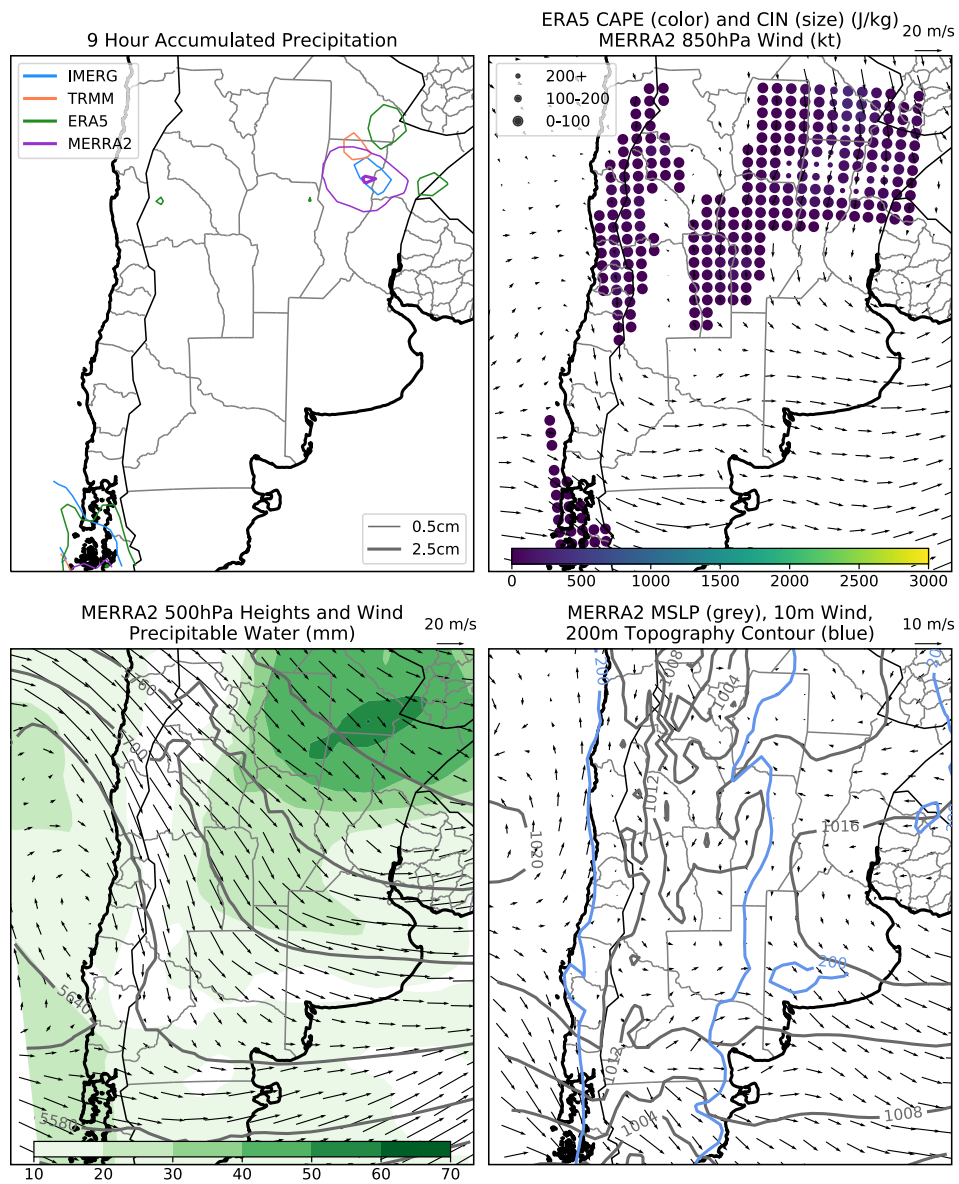 9 Hour Accumulated Precipitation
IMERG
TRMM
ERA5
MERRA2
0.5cm
2.5cm
ERA5 CAPE (color) and CIN (size) (J/kg)
MERRA2 850hPa Wind (kt)
20 m/s
200+
100-200
0-100
0 500 1000 1500 2000 2500 3000
MERRA2 500hPa Heights and Wind
Precipitable Water (mm)
20 m/s
5640
5580
10 20 30 40 50 60 70
MERRA2 MSLP (grey), 10m Wind,
200m Topography Contour (blue)
10 m/s
200
1008
1004
1012
1016
1020
200
1012
1004
1008